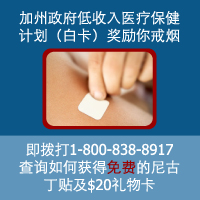 加州政府低收入医疗保健
计划（白卡）奖励你戒烟
即拨打1-800-838-8917
查询如何获得免费的尼古
丁贴及$20礼物卡